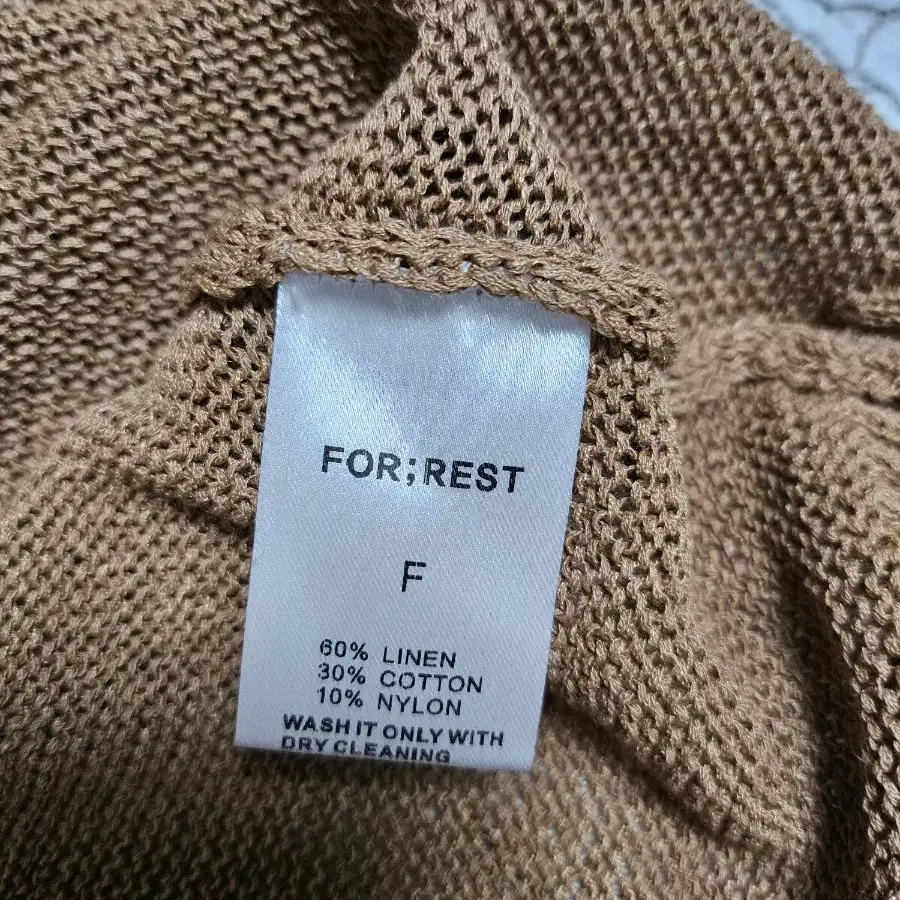 FOR;REST
F
60% LINEN
30% COTTON
10% NYLON
WASH IT ONLY WITH
DRY CLEANING